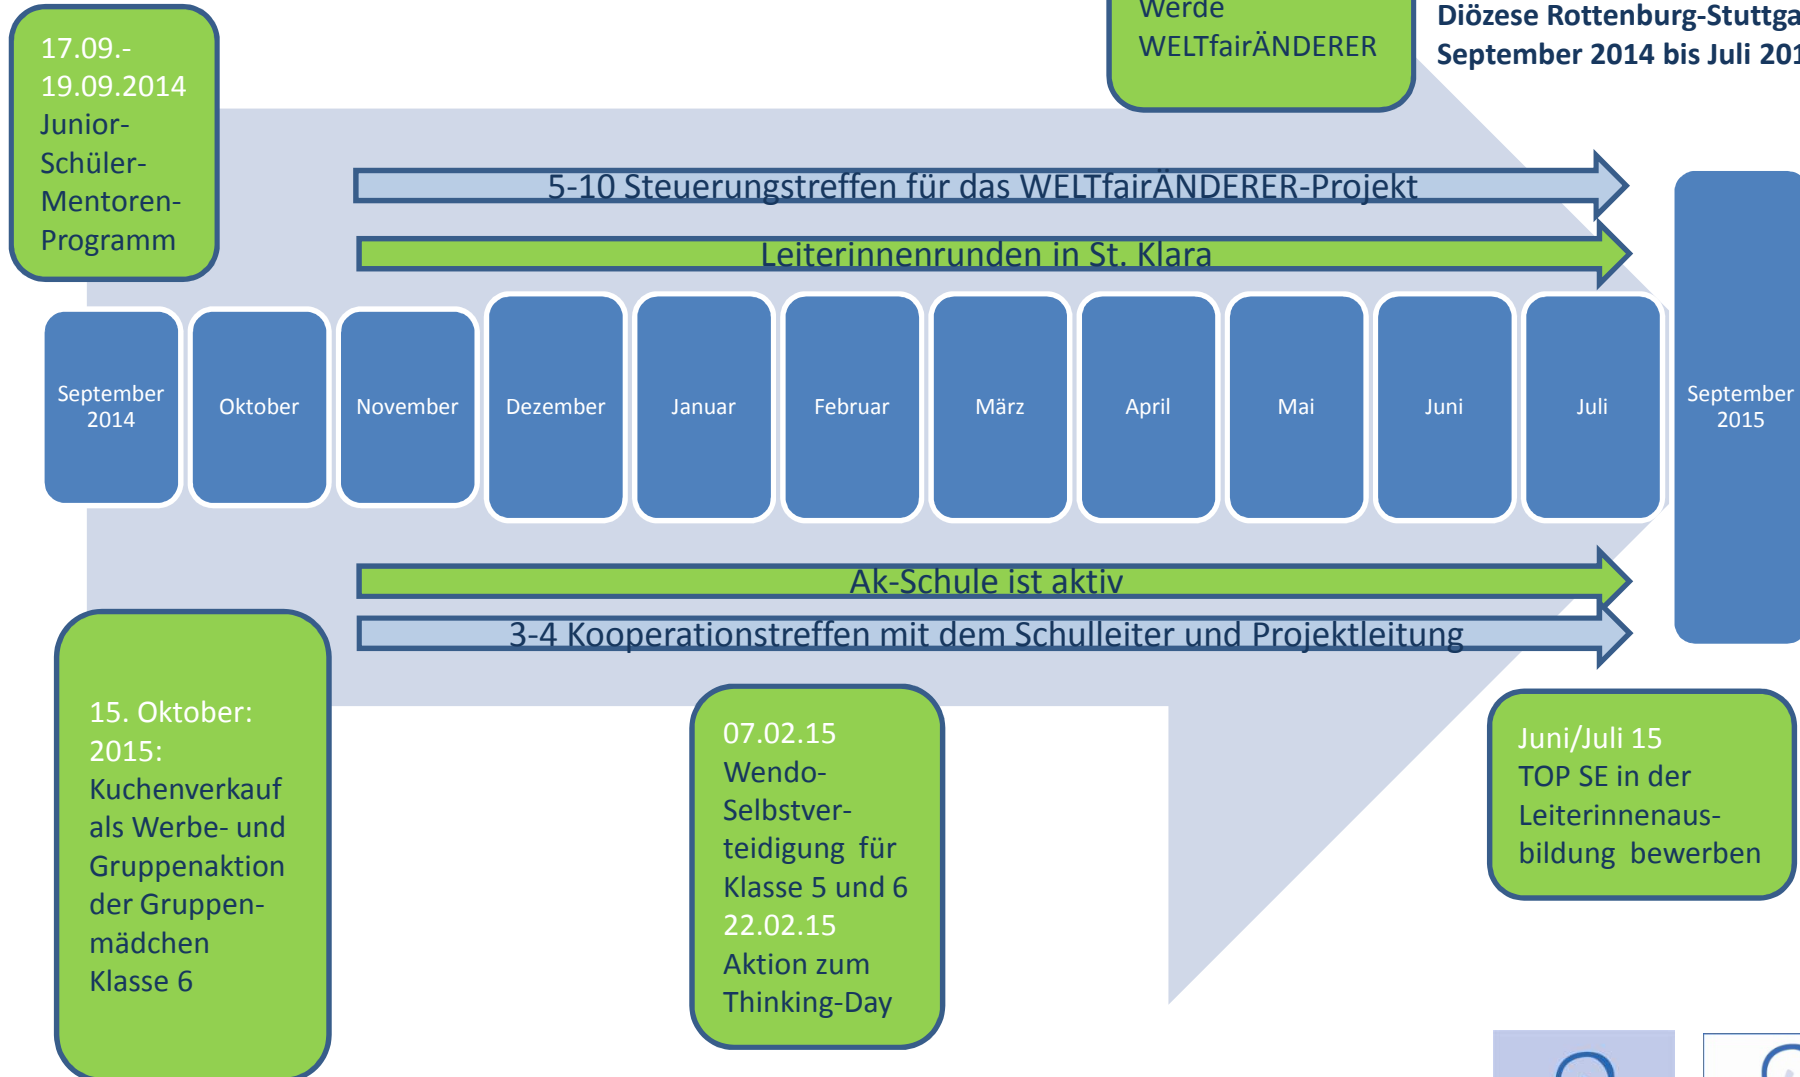 Werde
WELTfairÄNDERER
Diözese
September 2014 bis Juli
17.09.-
19.09.2014
Junior-
Schüler-
Mentoren-
Programm
5-10 Steuerungstreffen für das WELTfairÄNDERER-Projekt
Leiterinnenrunden in St. Klara
September
2014
Oktober
November
Dezember
Januar
Februar
März
April
Mai
Juni
Juli
September
2015
Ak-Schule ist aktiv
3-4 Kooperationstreffen mit dem Schulleiter und Projektleitung
15. Oktober:
2015:
Kuchenverkauf
als Werbe- und
Gruppenaktion
der Gruppen-
mädchen
Klasse 6
07.02.15
Wendo-
Selbstver-
teidigung für
Klasse 5 und 6
22.02.15
Aktion zum
Thinking-Day
Juni/Juli 15
TOP SE in der
Leiterinnenaus-
bildung bewerben